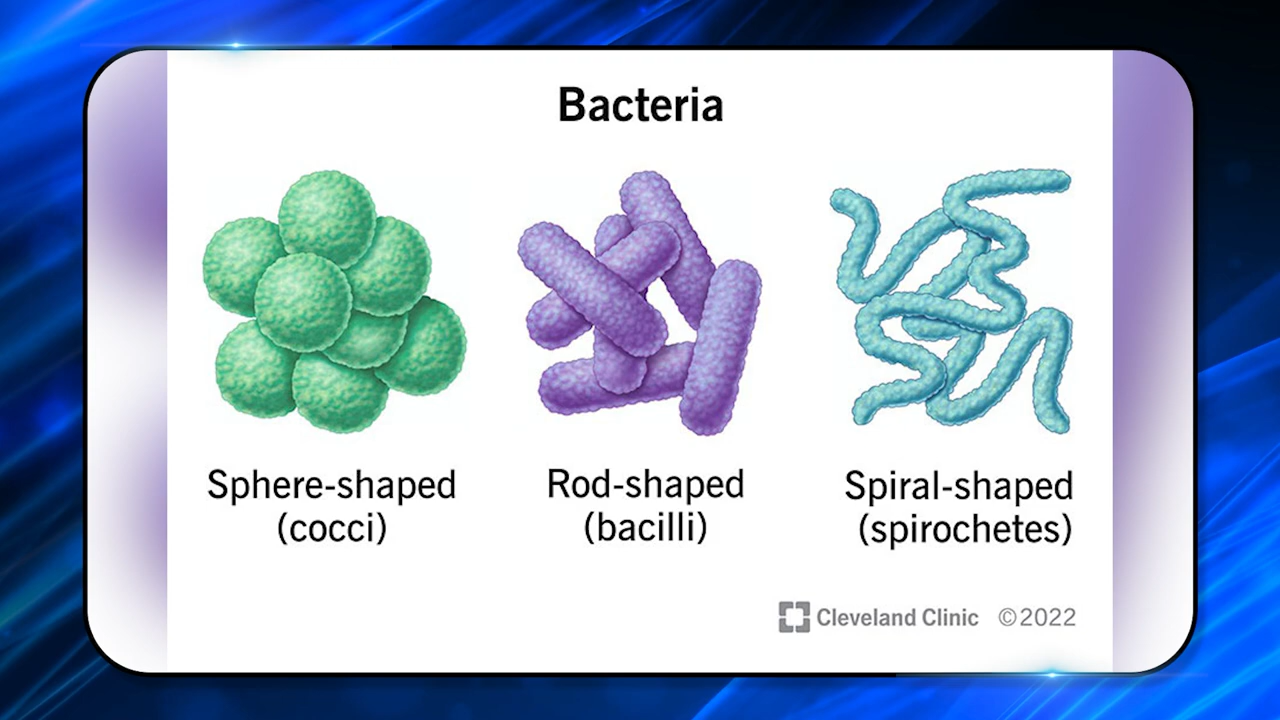 Bacteria
Sphere-shaped
(cocci)
Rod-shaped
(bacilli)
Spiral-shaped
(spirochetes)
Cleveland Clinic ©2022